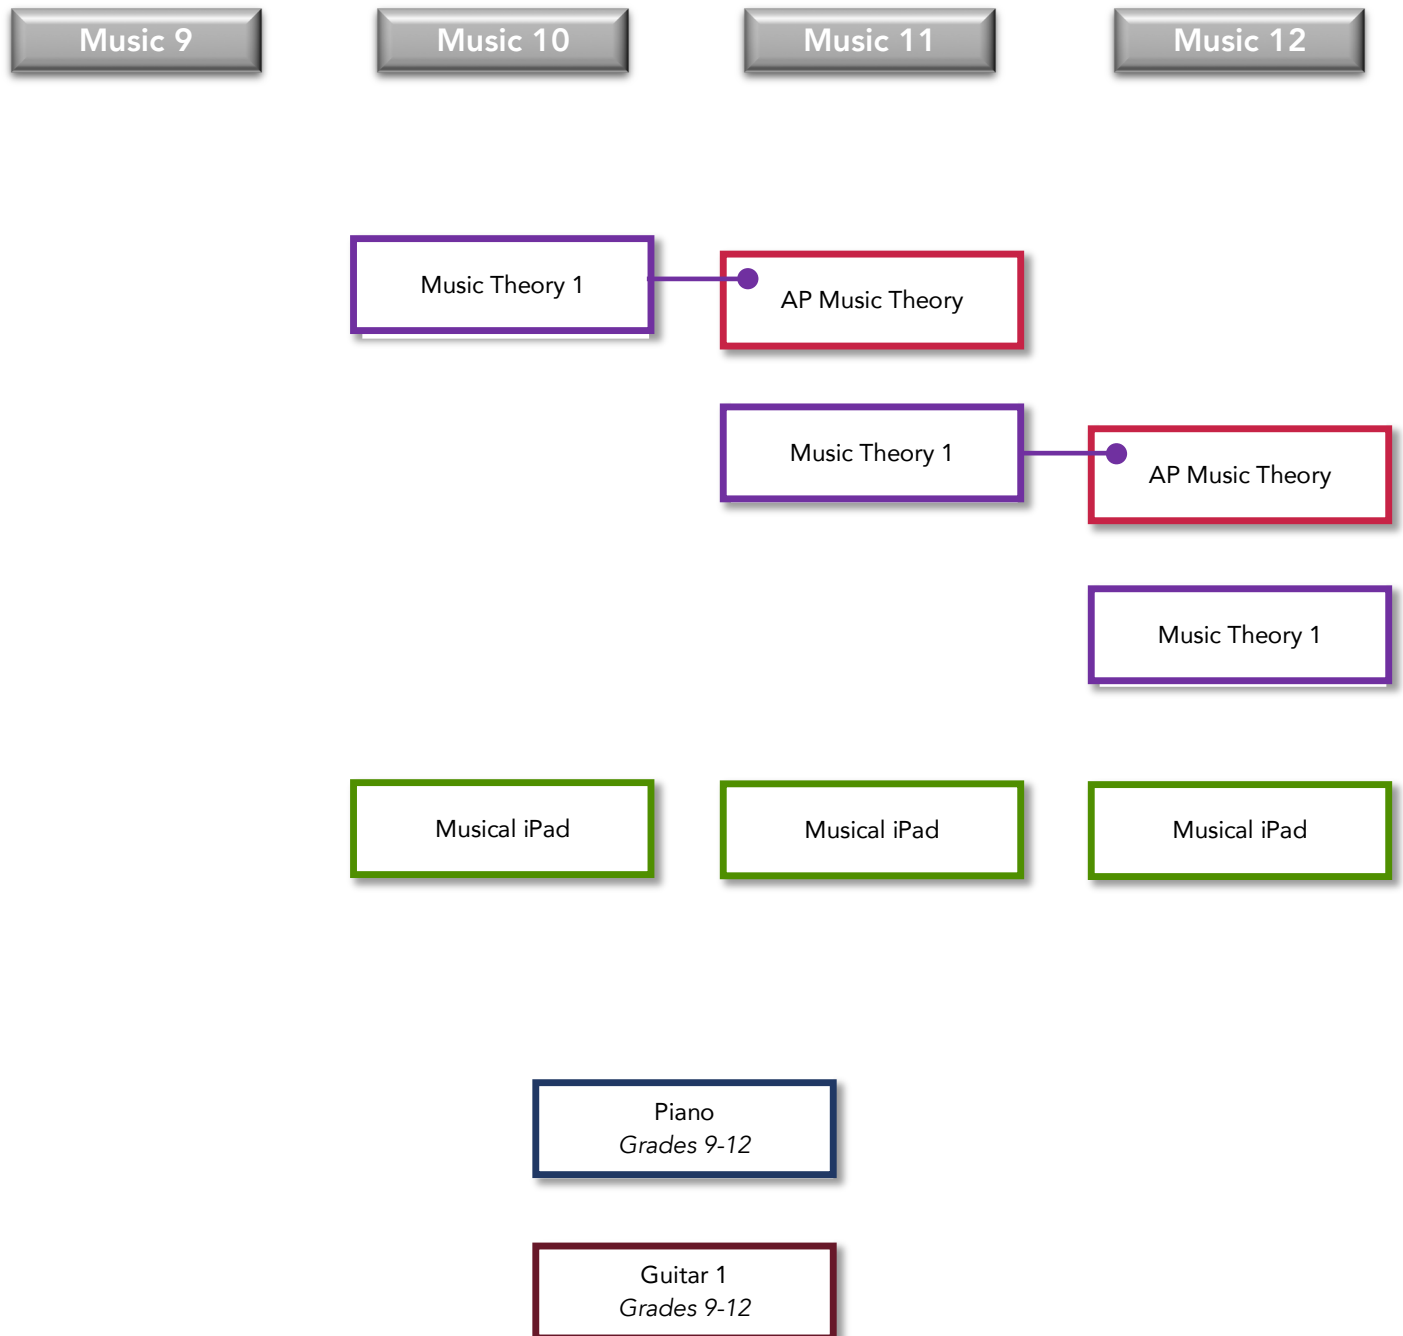 Music 9
Music 10
Music 11
Music 12
Music Theory 1
AP Music Theory
Music Theory 1
AP Music Theory
Music Theory 1
Musical iPad
Musical iPad
Musical iPad
Piano
Grades 9-12
Guitar 1
Grades 9-12